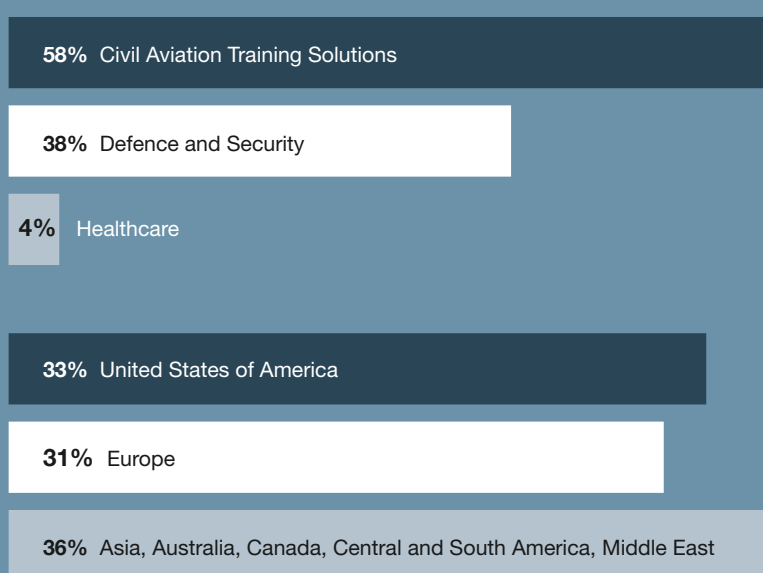 58% Civil Aviation Training Solutions
38% Defence and Security
4% Healthcare
33% United States of America
31% Europe
36% Asia, Australia, Canada, Central and South America, Middle East